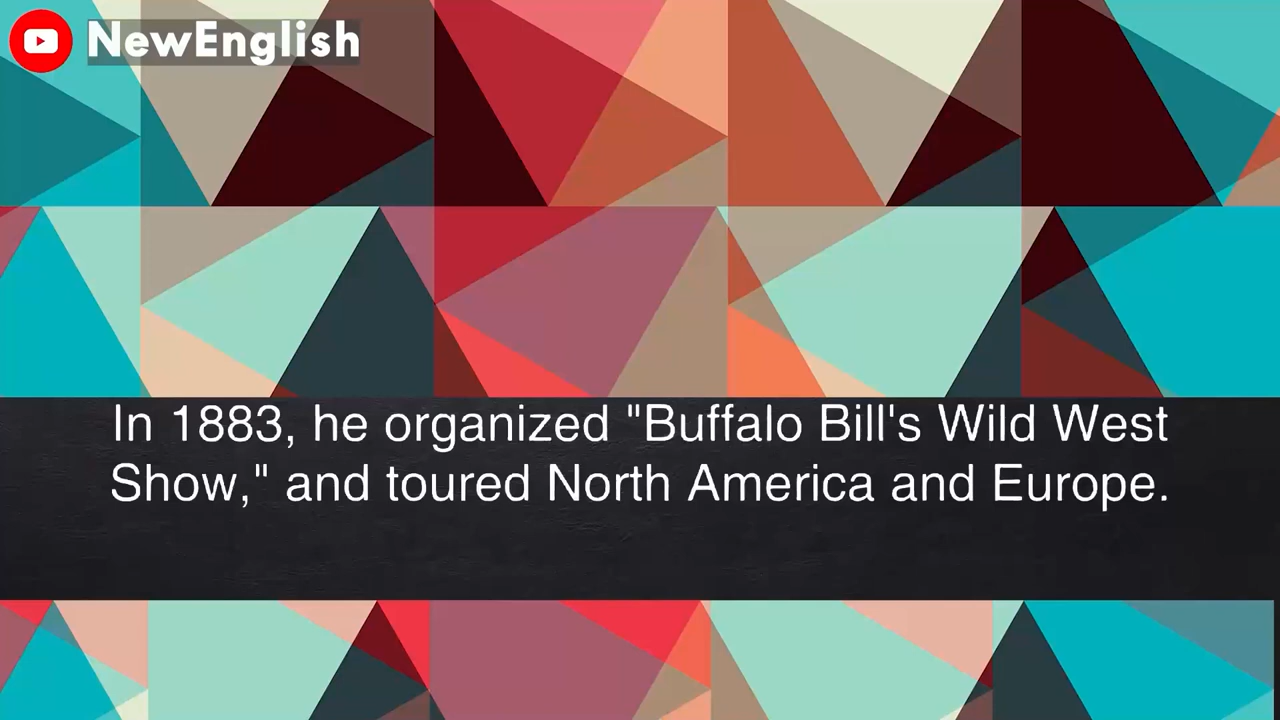 NewEnglish
In 1883, he organized "Buffalo Bill's Wild West
Show," and toured North America and Europe.